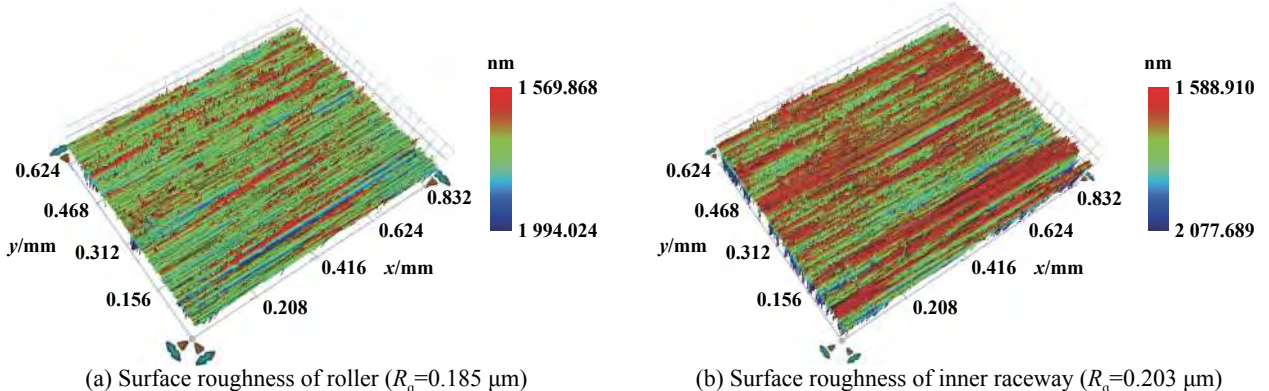 nm
1 569.868
1 994.024
0.624
0.468
y/mm
0.312
0.156
0.832
0.624
0.416
x/mm
0.208
(a) Surface roughness of roller (Rq=0.185 μm)
nm
1 588.910
2 077.689
0.624
0.468
y/mm
0.312
0.156
0.832
0.624
0.416
x/mm
0.208
(b) Surface roughness of inner raceway (Rq=0.203 μm)